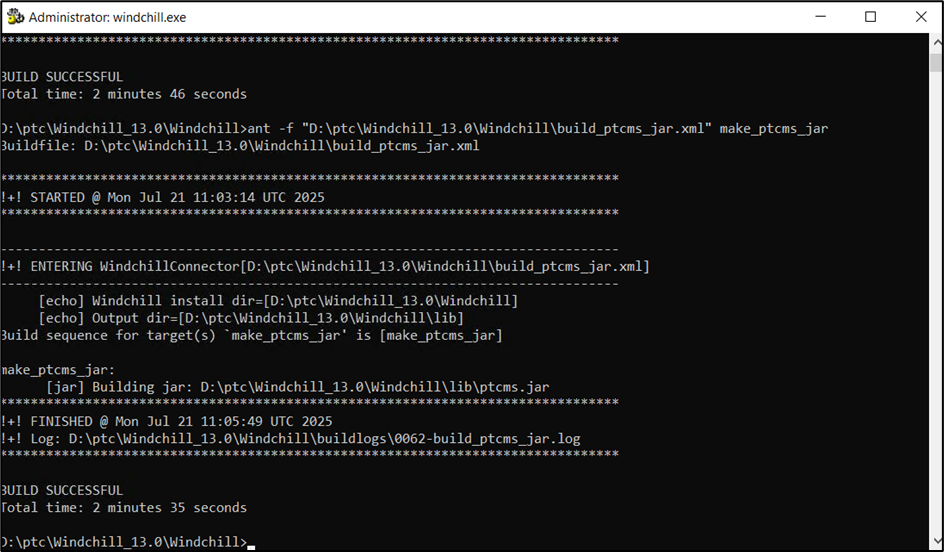 Administrator: windchill.exe
********************************************************************************
BUILD SUCCESSFUL
Total time: 2 minutes 46 seconds
D:\ptc\Windchill_13.0\Windchill>ant -f "D:\ptc\Windchill_13.0\Windchill\build_ptcms_jar.xml" make_ptcms_jar
Buildfile: D:\ptc\Windchill_13.0\Windchill\build_ptcms_jar.xml
********************************************************************************
!+! STARTED @ Mon Jul 21 11:03:14 UTC 2025
********************************************************************************
--------------------------------------------------------------------------------
!+! ENTERING WindchillConnector[D:\ptc\Windchill_13.0\Windchill\build_ptcms_jar.xml]
--------------------------------------------------------------------------------
[echo] Windchill install dir=[D:\ptc\Windchill_13.0\Windchill]
[echo] Output dir=[D:\ptc\Windchill_13.0\Windchill\lib]
Build sequence for target(s) `make_ptcms_jar' is [make_ptcms_jar]
make_ptcms_jar:
[jar] Building jar: D:\ptc\Windchill_13.0\Windchill\lib\ptcms.jar
********************************************************************************
!+! FINISHED @ Mon Jul 21 11:05:49 UTC 2025
!+! Log: D:\ptc\Windchill_13.0\Windchill\buildlogs\0062-build_ptcms_jar.log
********************************************************************************
BUILD SUCCESSFUL
Total time: 2 minutes 35 seconds
D:\ptc\Windchill_13.0\Windchill>